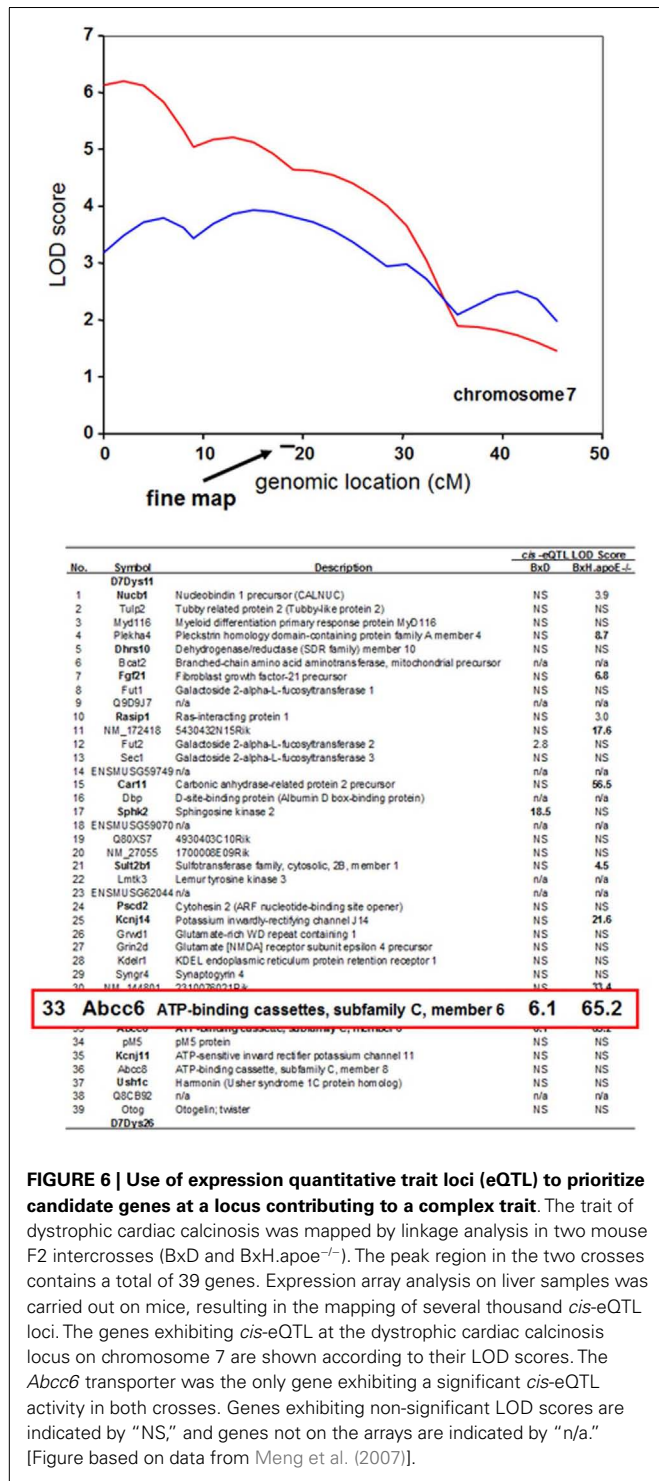 7
6
5
4
3
2
1
0
LOD score
chromosome 7
0 10 20 30 40 50
genomic location (cM)
fine map
cis-eQTL LOD Score
No. Symbol Description BxD BxH.apoE-/-
D7Dys11
1 Nucb1 Nucleobindin 1 precursor (CALNUC) NS 3.9
2 Tulp2 Tubby related protein 2 (Tubby-like protein 2) NS NS
3 Myd116 Myeloid differentiation primary response protein MyD116 NS NS
4 Plekha4 Pleckstrin homology domain-containing protein family A member 4 NS 8.7
5 Dhrs10 Dehydrogenase/reductase (SDR family) member 10 NS NS
6 Bcat2 Branched-chain amino acid aminotransferase, mitochondrial precursor n/a n/a
7 Fgf21 Fibroblast growth factor-21 precursor NS 6.8
8 Fut1 Galactoside 2-alpha-L-fucosyltransferase 1 NS NS
9 Q9D9J7 n/a n/a n/a
10 Rasip1 Ras-interacting protein 1 NS 3.0
11 NM_172418 5430432N15Rik NS 17.6
12 Fut2 Galactoside 2-alpha-L-fucosyltransferase 2 2.8 NS
13 Sec1 Galactoside 2-alpha-L-fucosyltransferase 3 NS NS
14 ENSMUSG59749 n/a n/a n/a
15 Car11 Carbonic anhydrase-related protein 2 precursor NS 56.5
16 Dbp D-site-binding protein (Albumin D box-binding protein) n/a n/a
17 Sphk2 Sphingosine kinase 2 18.5 NS
18 ENSMUSG59070 n/a n/a n/a
19 Q80XS7 4930403C10Rik NS NS
20 NM_27055 1700008E09Rik NS NS
21 Sult2b1 Sulfotransferase family, cytosolic, 2B, member 1 NS 4.5
22 Lmtk3 Lemur tyrosine kinase 3 n/a n/a
23 ENSMUSG62044 n/a n/a n/a
24 Pscd2 Cytohesin 2 (ARF nucleotide-binding site opener) NS NS
25 Kcnj14 Potassium inwardly-rectifying channel J14 NS 21.6
26 Grwd1 Glutamate-rich WD repeat containing 1 NS NS
27 Grin2d Glutamate [NMDA] receptor subunit epsilon 4 precursor NS NS
28 Kdelr1 KDEL endoplasmic reticulum protein retention receptor 1 NS NS
29 Syngr4 Synaptogyrin 4 NS NS
30 NM_144801 2310076021Rik NS 33.4
33 Abcc6 ATP-binding cassettes, subfamily C, member 6 6.1 65.2
34 pM5 pM5 protein NS NS
35 Kcnj11 ATP-sensitive inward rectifier potassium channel 11 NS NS
36 Abcc8 ATP-binding cassette, subfamily C, member 8 NS NS
37 Ush1c Harmonin (Usher syndrome 1C protein homolog) NS NS
38 Q8CB92 n/a n/a n/a
39 Otog Otogelin; twister NS NS
D7Dys26
FIGURE 6 | Use of expression quantitative trait loci (eQTL) to prioritize
candidate genes at a locus contributing to a complex trait. The trait of
dystrophic cardiac calcinosis was mapped by linkage analysis in two mouse
F2 intercrosses (BxD and BxH.apoe−/−). The peak region in the two crosses
contains a total of 39 genes. Expression array analysis on liver samples was
carried out on mice, resulting in the mapping of several thousand cis-eQTL
loci. The genes exhibiting cis-eQTL at the dystrophic cardiac calcinosis
locus on chromosome 7 are shown according to their LOD scores. The
Abcc6 transporter was the only gene exhibiting a significant cis-eQTL
activity in both crosses. Genes exhibiting non-significant LOD scores are
indicated by “NS,” and genes not on the arrays are indicated by “n/a.”
[Figure based on data from Meng et al. (2007)].